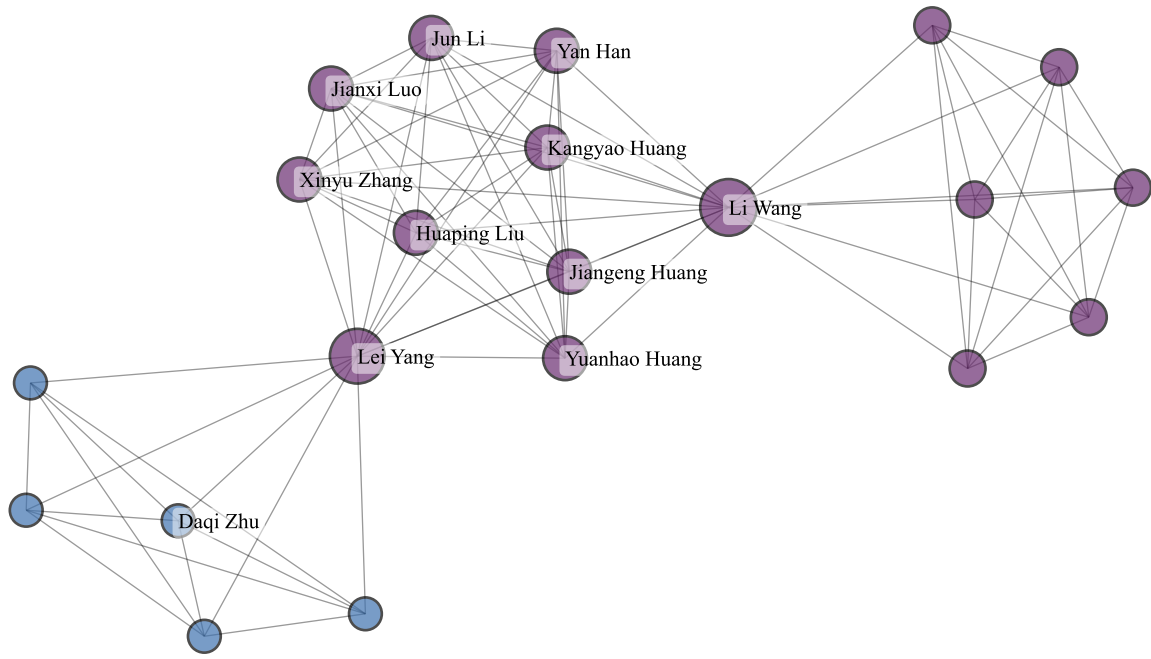 Jun Li
Yan Han
Jianxi Luo
Kangyao Huang
Xinyu Zhang
Li Wang
Huaping Liu
Jiangeng Huang
Lei Yang
Yuanhao Huang
Daqi Zhu